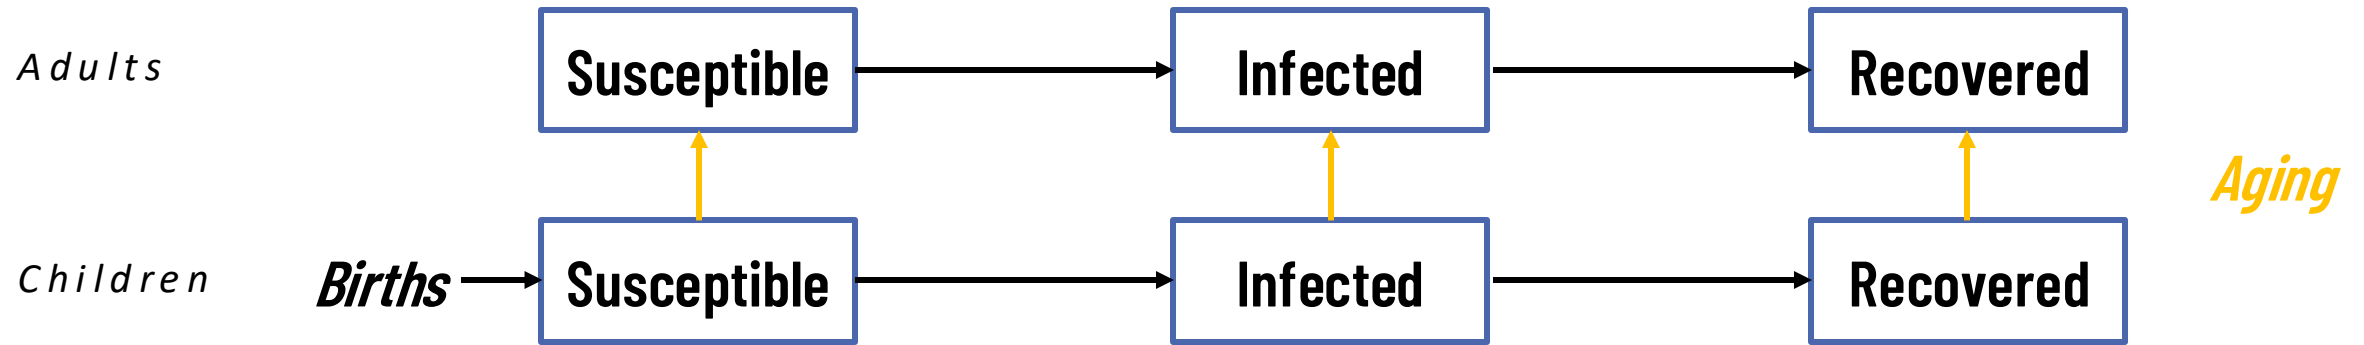 Adults
Susceptible
Infected
Recovered
Aging
Children
Births
Susceptible
Infected
Recovered